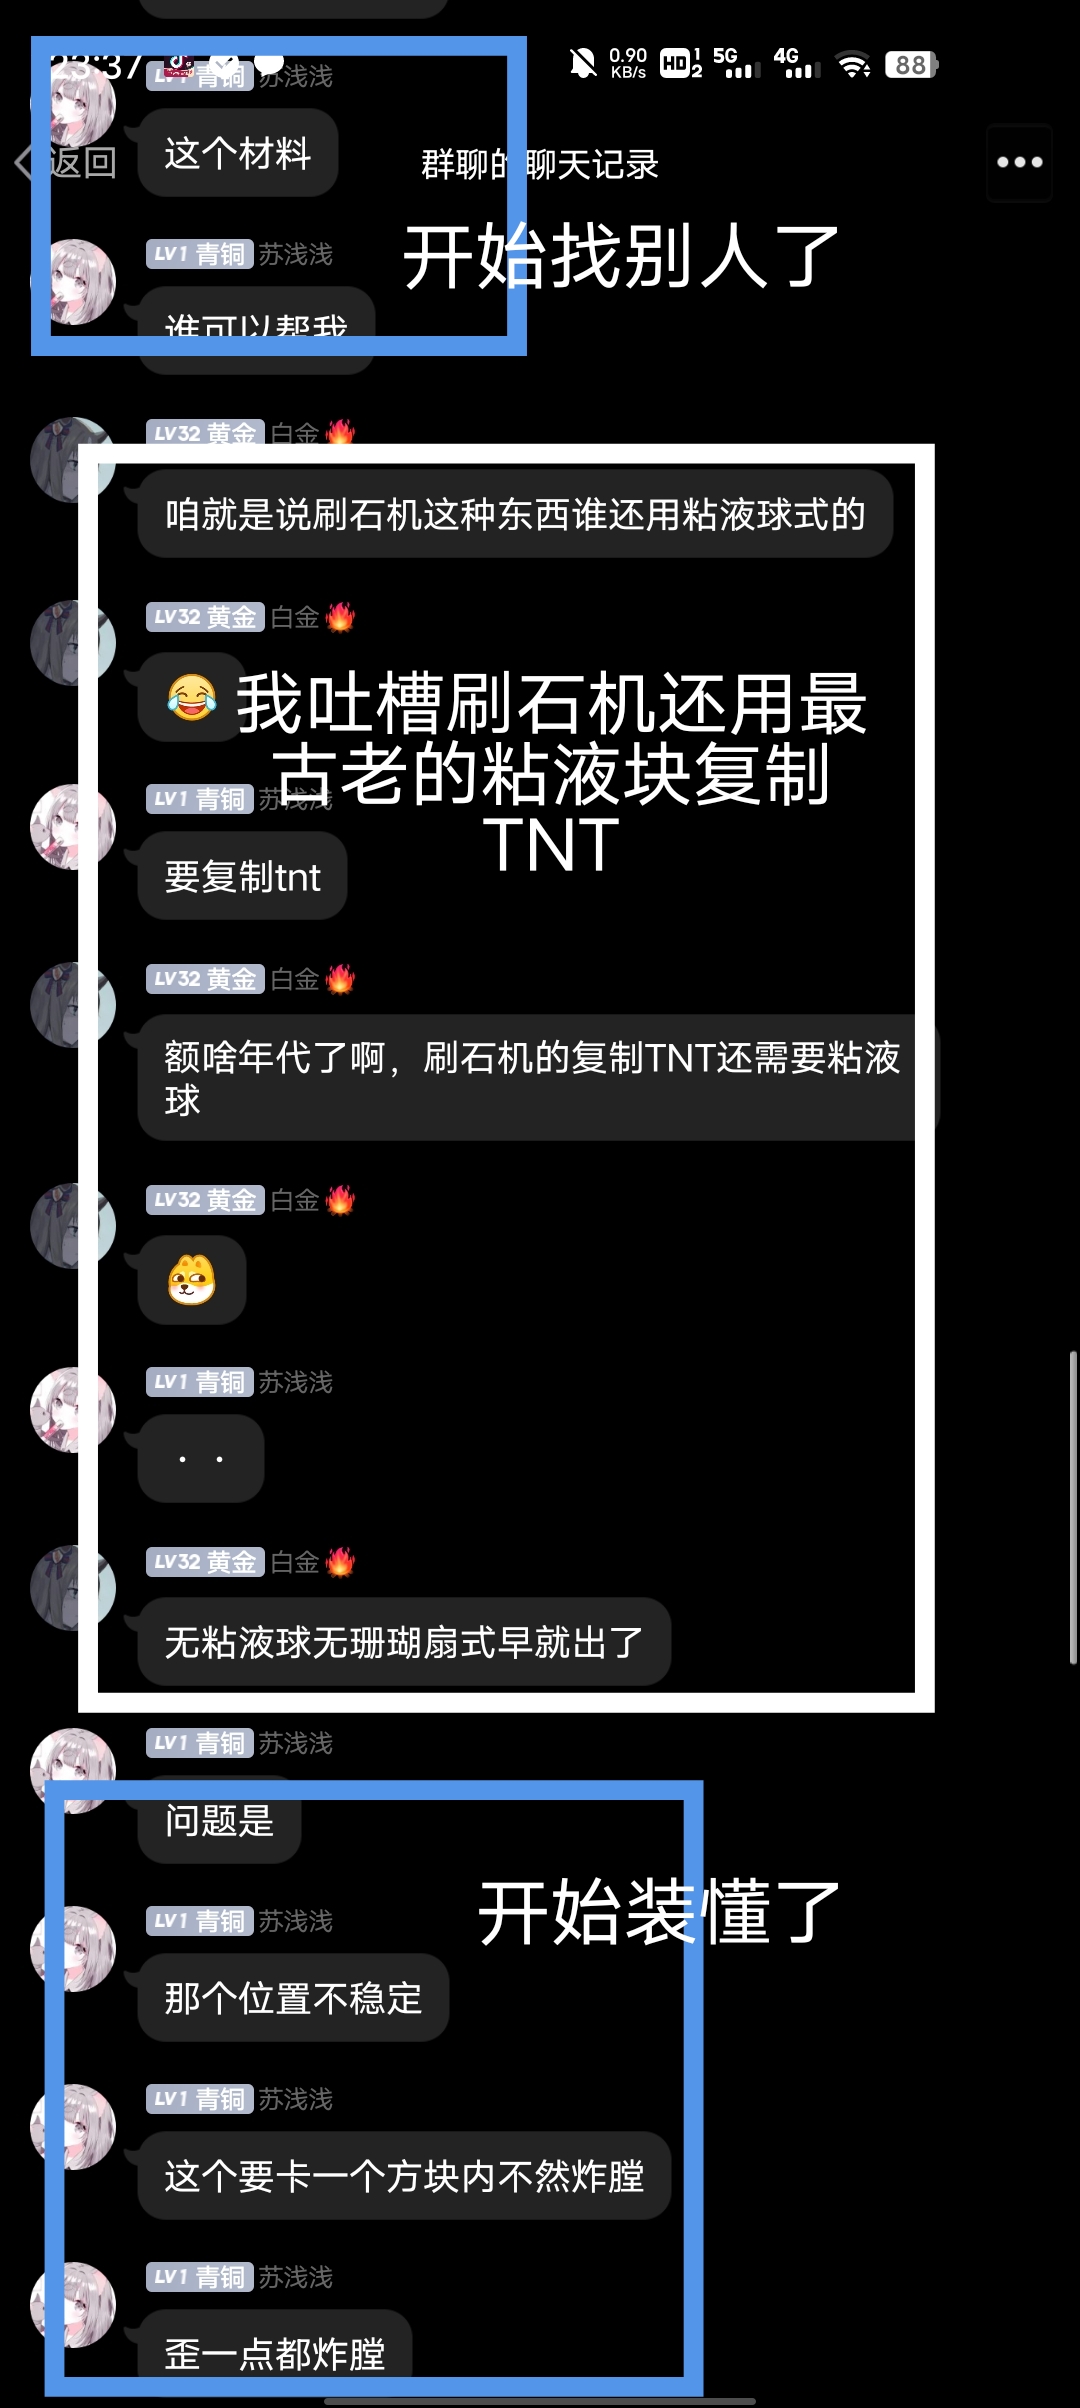 23:37
0.90 KB/s
HD 1 2
5G
4G
88
LV1 青铜 苏浅浅
返回
这个材料
群聊的聊天记录
开始找别人了
LV1 青铜 苏浅浅
谁可以帮我
LV32 黄金 白金🔥
咱就是说刷石机这种东西谁还用粘液球式的
LV32 黄金 白金🔥
😂
我吐槽刷石机还用最
古老的粘液块复制
TNT
LV1 青铜 苏浅浅
要复制tnt
LV32 黄金 白金🔥
额啥年代了啊，刷石机的复制TNT还需要粘液
球
LV32 黄金 白金🔥
LV1 青铜 苏浅浅
· ·
LV32 黄金 白金🔥
无粘液球无珊瑚扇式早就出了
LV1 青铜 苏浅浅
问题是
开始装懂了
LV1 青铜 苏浅浅
那个位置不稳定
LV1 青铜 苏浅浅
这个要卡一个方块内不然炸膛
LV1 青铜 苏浅浅
歪一点都炸膛